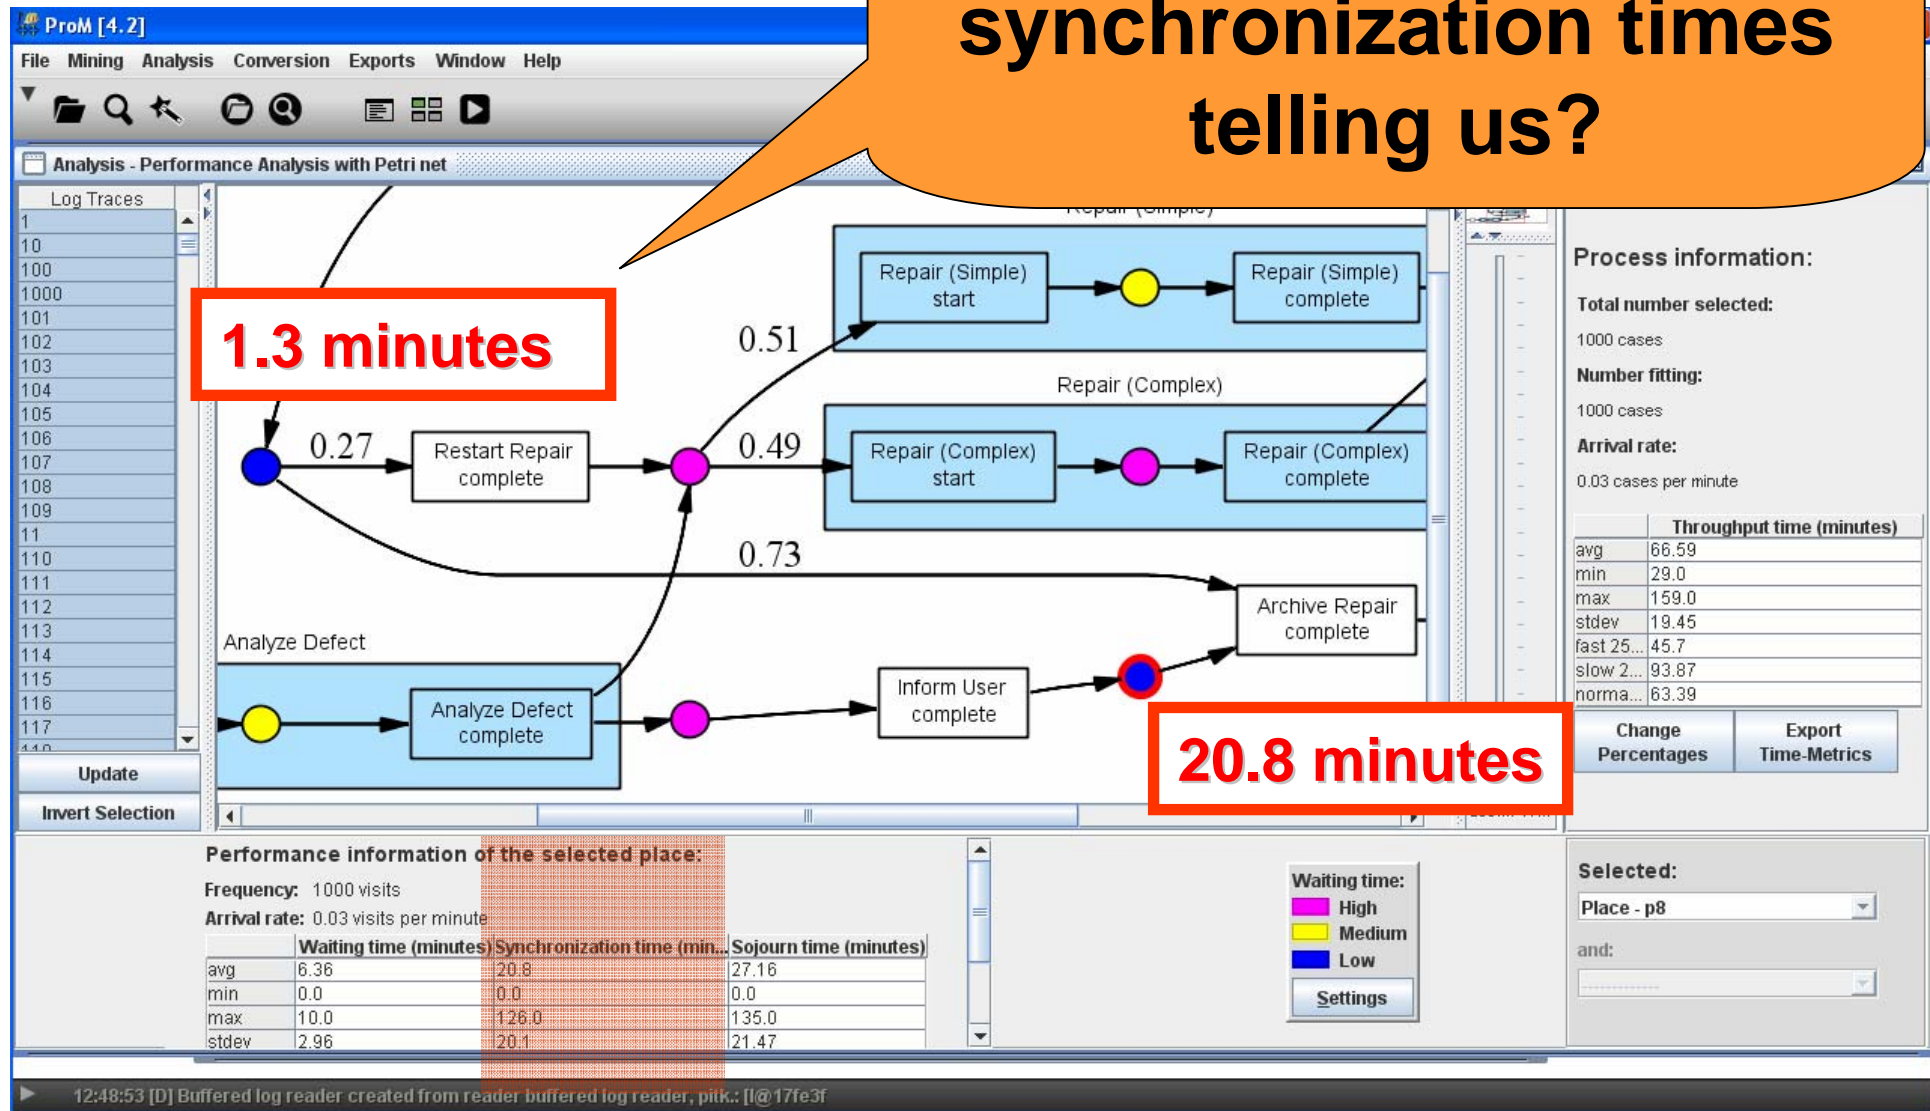 ProM [4.2]
synchronization times
telling us?
File Mining Analysis Conversion Exports Window Help
Analysis - Performance Analysis with Petri net
Log Traces
1
10
100
1000
101
102
103
104
105
106
107
108
109
11
110
111
112
113
114
115
116
117
Update
Invert Selection
1.3 minutes
Repair (Simple)
Repair (Simple)
start
Repair (Simple)
complete
0.51
Repair (Complex)
0.27
Restart Repair
complete
0.49
Repair (Complex)
start
Repair (Complex)
complete
0.73
Archive Repair
complete
Analyze Defect
Analyze Defect
complete
Inform User
complete
20.8 minutes
Process information:
Total number selected:
1000 cases
Number fitting:
1000 cases
Arrival rate:
0.03 cases per minute
Throughput time (minutes)
avg 66.59
min 29.0
max 159.0
stdev 19.45
fast 25... 45.7
slow 2... 93.87
norma... 63.39
Change
Percentages
Export
Time-Metrics
Performance information of the selected place:
Frequency: 1000 visits
Arrival rate: 0.03 visits per minute
Waiting time (minutes) Synchronization time (min... Sojourn time (minutes)
avg 6.36 20.8 27.16
min 0.0 0.0 0.0
max 10.0 126.0 135.0
stdev 2.96 20.1 21.47
Waiting time:
High
Medium
Low
Settings
Selected:
Place - p8
and:
------------
12:48:53 [D] Buffered log reader created from reader buffered log reader, pitk.: [I@17fe3f